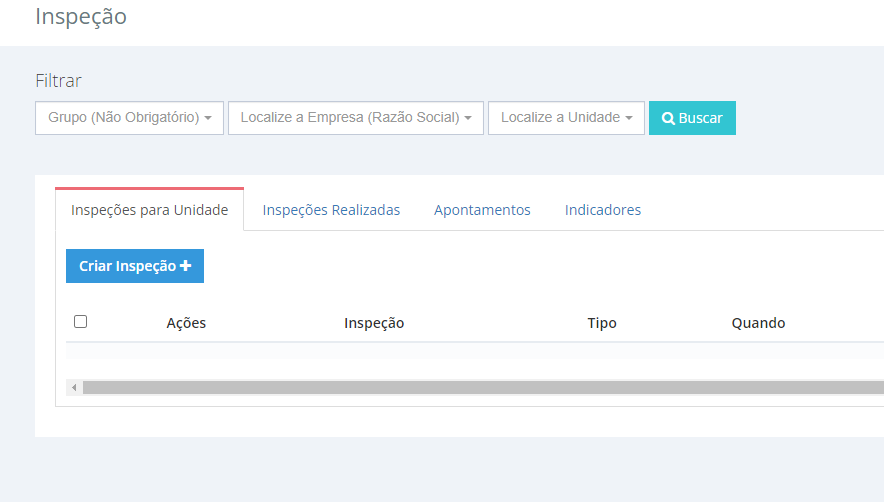 Inspeção
Filtrar
Grupo (Não Obrigatório) Localize a Empresa (Razão Social) Localize a Unidade Buscar
Inspeções para Unidade Inspeções Realizadas Apontamentos Indicadores
Criar Inspeção
Ações Inspeção Tipo Quando